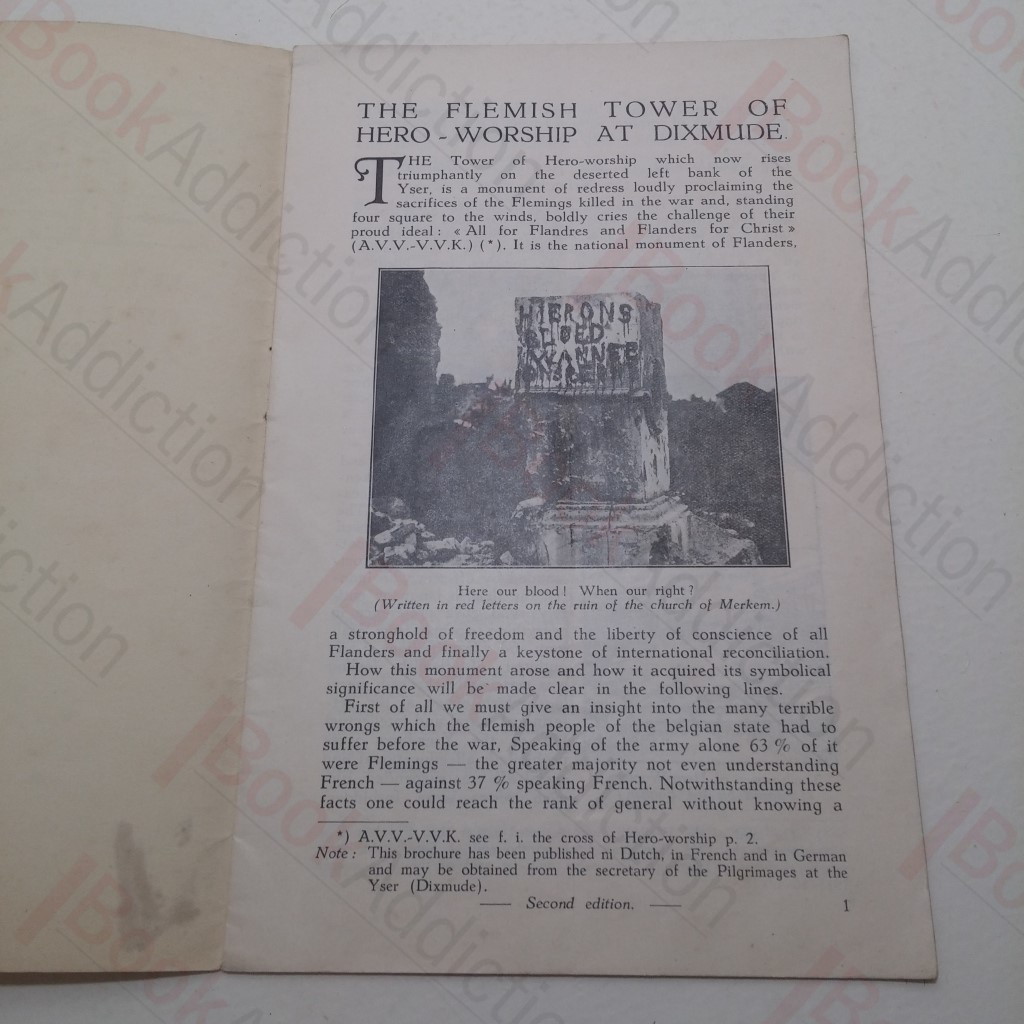 THE FLEMISH TOWER OF
HERO-WORSHIP AT DIXMUDE.
THE Tower of Hero-worship which now rises
triumphantly on the deserted left bank of the
Yser, is a monument of redress loudly proclaiming the
sacrifices of the Flemings killed in the war and, standing
four square to the winds, boldly cries the challenge of their
proud ideal: « All for Flandres and Flanders for Christ »
(A.V.V.-V.V.K.) (*). It is the national monument of Flanders,
HIERONS
BLOED
WANNEE
ONS
Here our blood! When our right?
(Written in red letters on the ruin of the church of Merkem.)
a stronghold of freedom and the liberty of conscience of all
Flanders and finally a keystone of international reconciliation.
How this monument arose and how it acquired its symbolical
significance will be made clear in the following lines.
First of all we must give an insight into the many terrible
wrongs which the flemish people of the belgian state had to
suffer before the war, Speaking of the army alone 63 % of it
were Flemings — the greater majority not even understanding
French — against 37 % speaking French. Notwithstanding these
facts one could reach the rank of general without knowing a
*) A.V.V.-V.V.K. see f. i. the cross of Hero-worship p. 2.
Note: This brochure has been published ni Dutch, in French and in German
and may be obtained from the secretary of the Pilgrimages at the
Yser (Dixmude).
— Second edition. —
1
BookAddiction